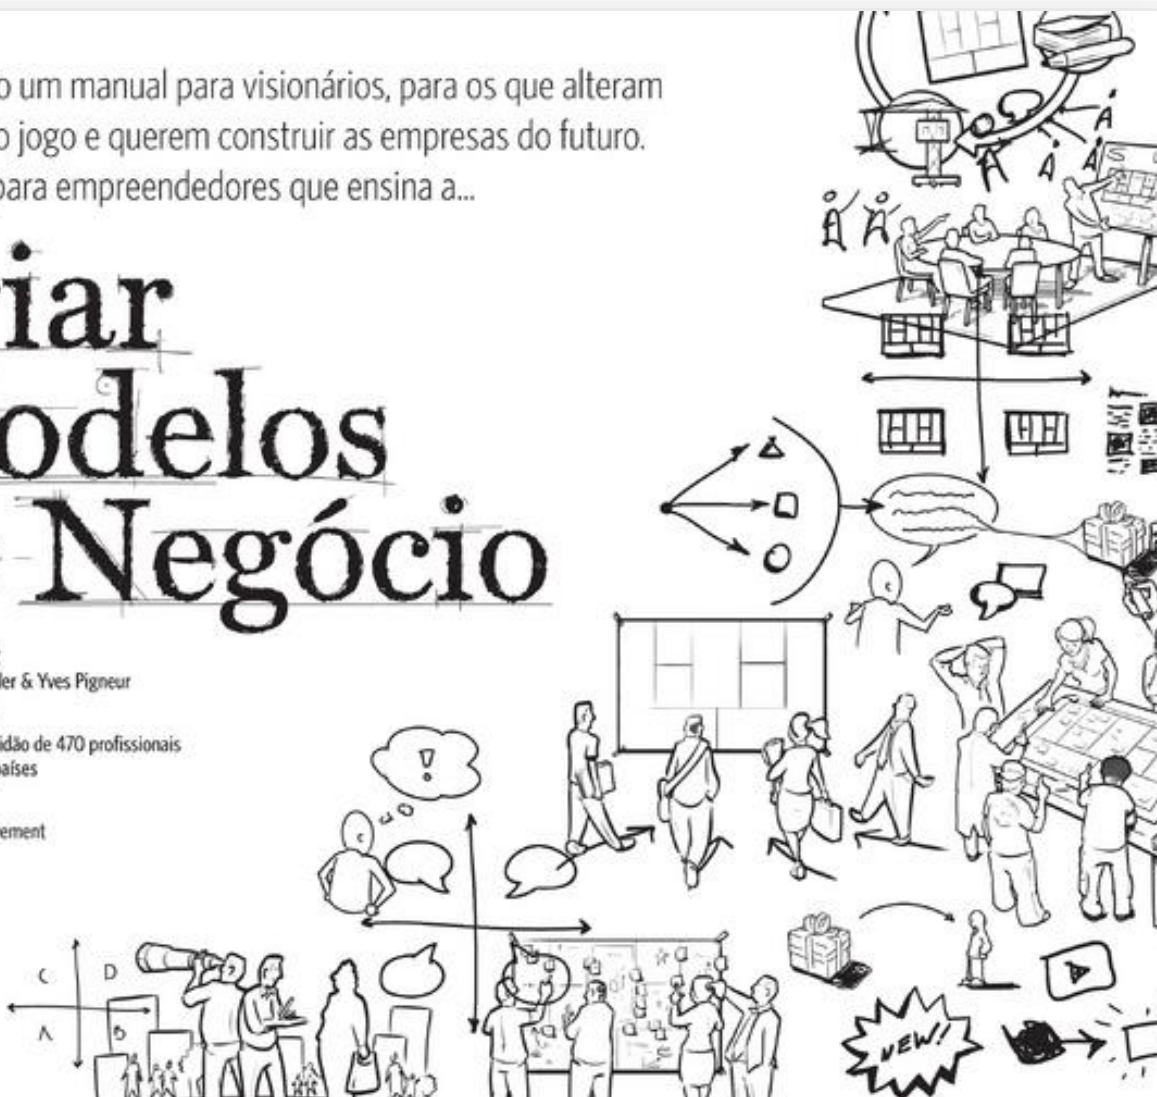 o um manual para visionários, para os que alteram
o jogo e querem construir as empresas do futuro.
para empreendedores que ensina a...
iar
odelos
Negócio
ler & Yves Pigneur
idão de 470 profissionais
aíses
ement
C D
A B
!
NEW!